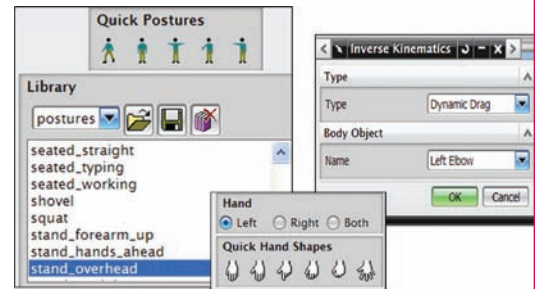 Quick Postures
Library
postures
seated_straight
seated_typing
seated_working
shovel
squat
stand_forearm_up
stand_hands_ahead
stand_overhead
Hand
Left Right Both
Quick Hand Shapes
Inverse Kinematics
Type
Type Dynamic Drag
Body Object
Name Left Elbow
OK Cancel